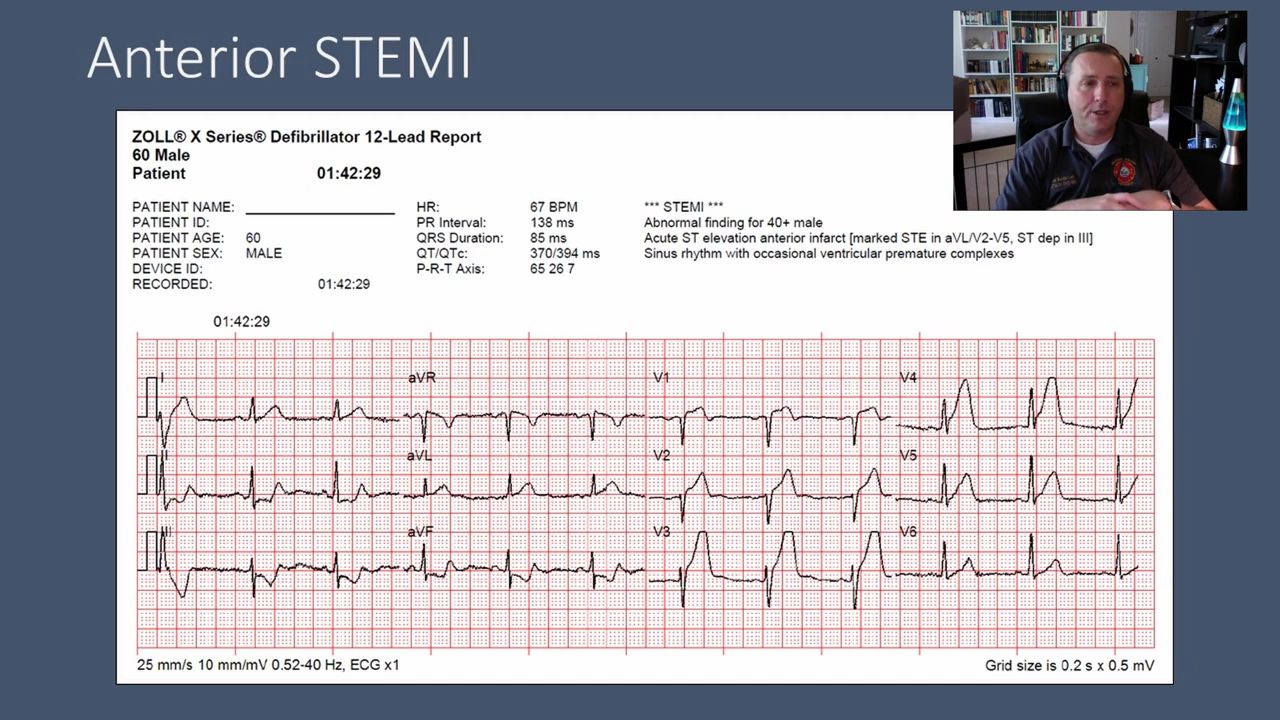 Anterior STEMI
ZOLL® X Series® Defibrillator 12-Lead Report
60 Male
Patient 01:42:29
PATIENT NAME: HR: 67 BPM *** STEMI ***
PATIENT ID: PR Interval: 138 ms Abnormal finding for 40+ male
PATIENT AGE: 60 QRS Duration: 85 ms Acute ST elevation anterior infarct [marked STE in aVL/V2-V5, ST dep in III]
PATIENT SEX: MALE QT/QTc: 370/394 ms Sinus rhythm with occasional ventricular premature complexes
DEVICE ID: P-R-T Axis: 65 26 7
RECORDED: 01:42:29
01:42:29
I aVR V1 V4
II aVL V2 V5
III aVF V3 V6
25 mm/s 10 mm/mV 0.52-40 Hz, ECG x1 Grid size is 0.2 s x 0.5 mV